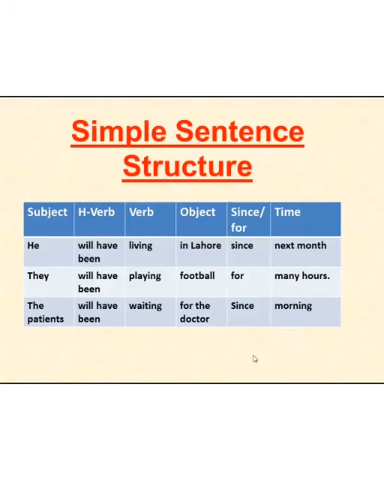 Simple Sentence
Structure
Subject H-Verb Verb Object Since/ for Time
He will have been living in Lahore since next month
They will have been playing football for many hours.
The patients will have been waiting for the doctor Since morning